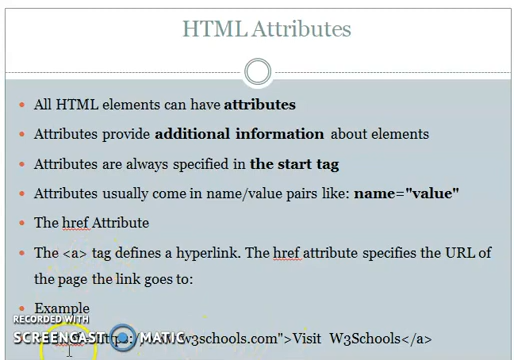 HTML Attributes
All HTML elements can have attributes
Attributes provide additional information about elements
Attributes are always specified in the start tag
Attributes usually come in name/value pairs like: name="value"
The href Attribute
The <a> tag defines a hyperlink. The href attribute specifies the URL of
the page the link goes to:
Example
RECORDED WITH
SCREENCAST MATIC
w3schools.com">Visit W3Schools</a>